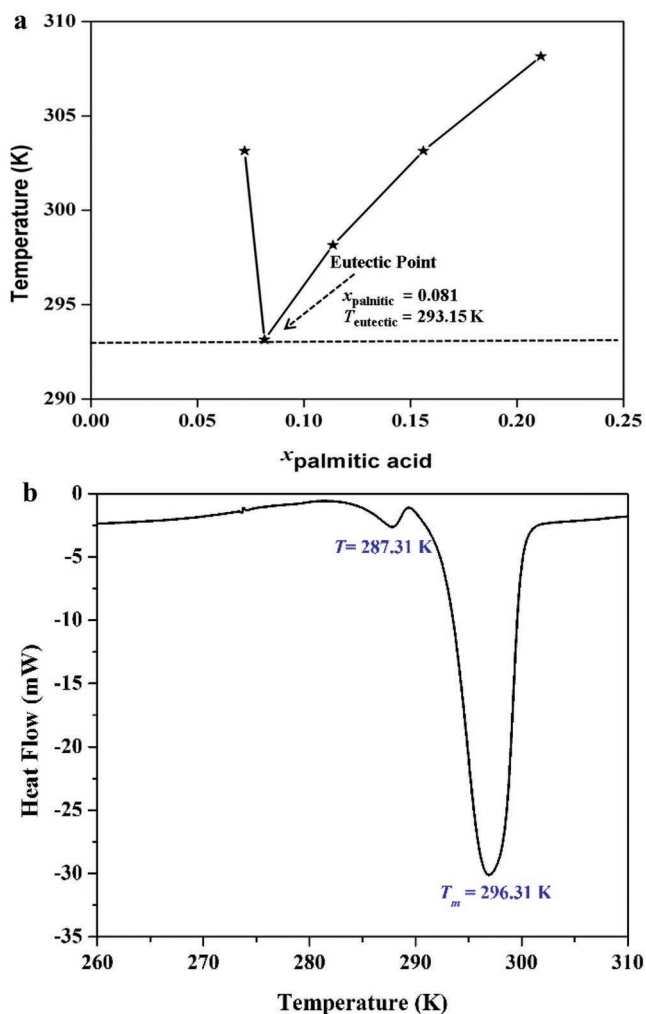 a
310
305
300
295
290
Temperature (K)
Eutectic Point
xpalnitic = 0.081
Teutectic = 293.15 K
0.00 0.05 0.10 0.15 0.20 0.25
xpalmitic acid
b
0
-5
-10
-15
-20
-25
-30
-35
Heat Flow (mW)
T= 287.31 K
Tm = 296.31 K
260 270 280 290 300 310
Temperature (K)